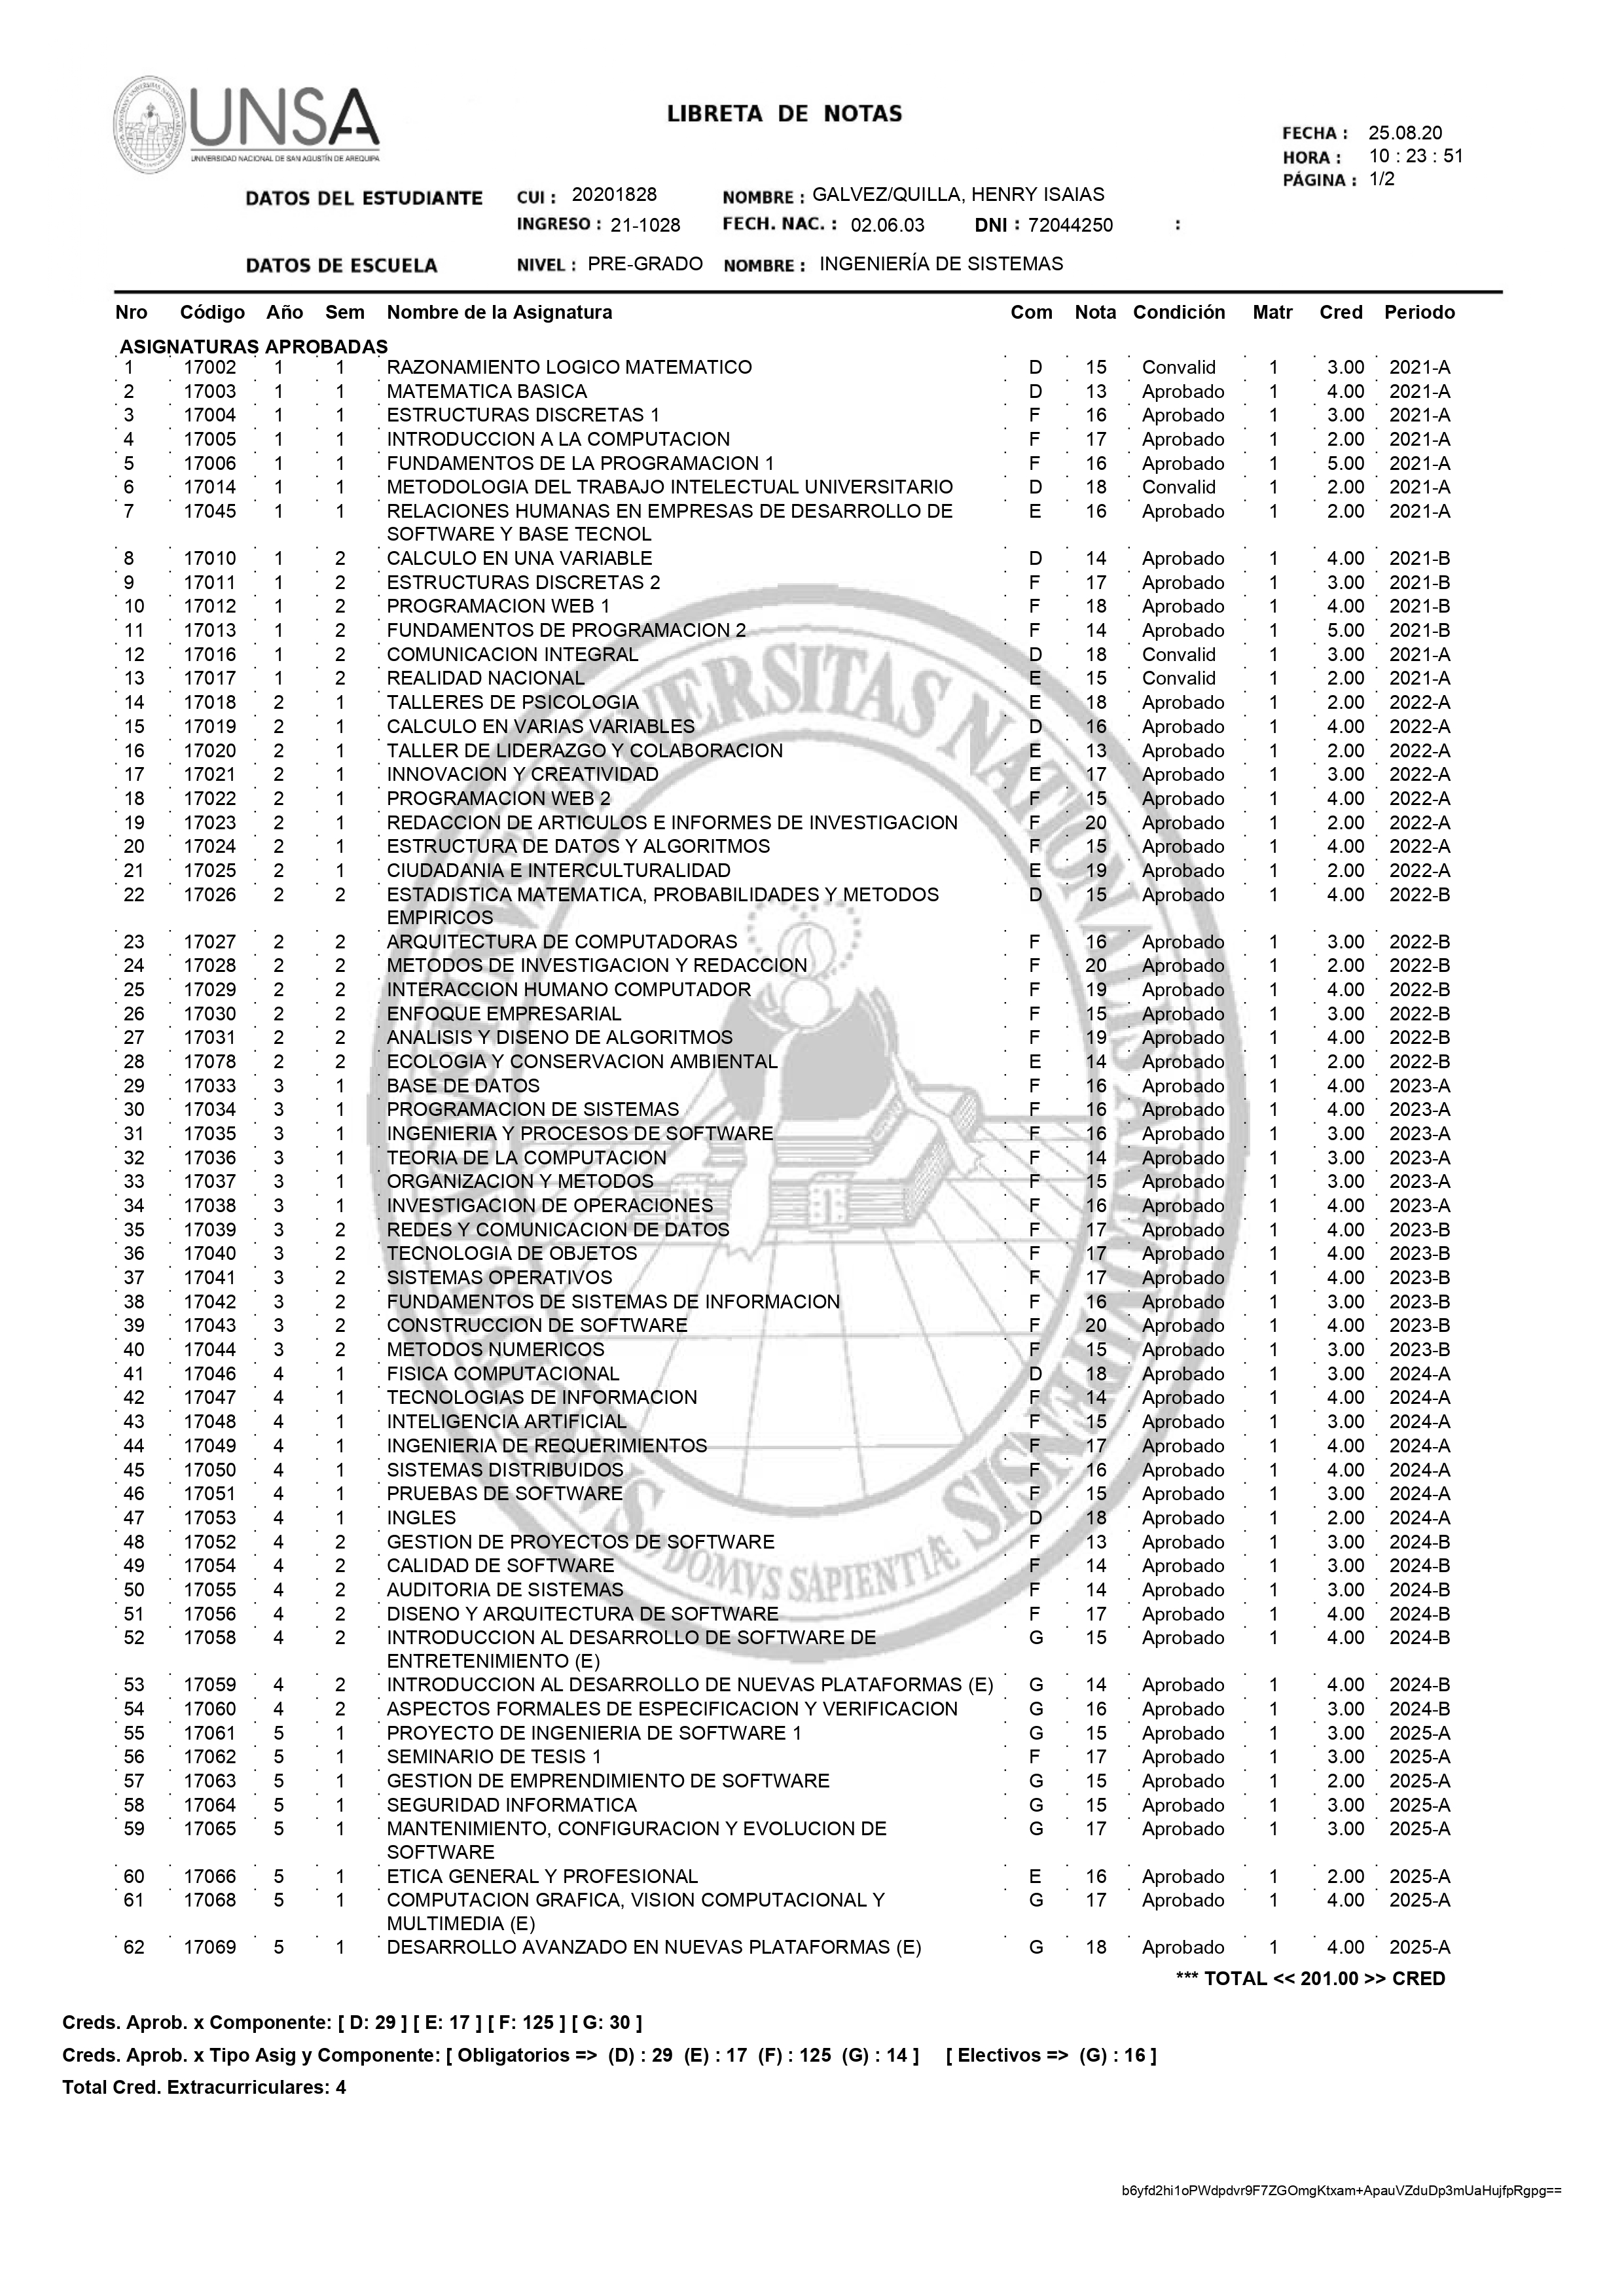 UNSA
UNIVERSIDAD NACIONAL DE SAN AGUSTÍN DE AREQUIPA
LIBRETA DE NOTAS
FECHA : 25.08.20
HORA : 10 : 23 : 51
PÁGINA : 1/2
DATOS DEL ESTUDIANTE CUI : 20201828 NOMBRE : GALVEZ/QUILLA, HENRY ISAIAS
INGRESO : 21-1028 FECH. NAC. : 02.06.03 DNI : 72044250 :
DATOS DE ESCUELA NIVEL : PRE-GRADO NOMBRE : INGENIERÍA DE SISTEMAS
Nro Código Año Sem Nombre de la Asignatura Com Nota Condición Matr Cred Periodo
ASIGNATURAS APROBADAS
1 17002 1 1 RAZONAMIENTO LOGICO MATEMATICO D 15 Convalid 1 3.00 2021-A
2 17003 1 1 MATEMATICA BASICA D 13 Aprobado 1 4.00 2021-A
3 17004 1 1 ESTRUCTURAS DISCRETAS 1 F 16 Aprobado 1 3.00 2021-A
4 17005 1 1 INTRODUCCION A LA COMPUTACION F 17 Aprobado 1 2.00 2021-A
5 17006 1 1 FUNDAMENTOS DE LA PROGRAMACION 1 F 16 Aprobado 1 5.00 2021-A
6 17014 1 1 METODOLOGIA DEL TRABAJO INTELECTUAL UNIVERSITARIO D 18 Convalid 1 2.00 2021-A
7 17045 1 1 RELACIONES HUMANAS EN EMPRESAS DE DESARROLLO DE E 16 Aprobado 1 2.00 2021-A
SOFTWARE Y BASE TECNOL
8 17010 1 2 CALCULO EN UNA VARIABLE D 14 Aprobado 1 4.00 2021-B
9 17011 1 2 ESTRUCTURAS DISCRETAS 2 F 17 Aprobado 1 3.00 2021-B
10 17012 1 2 PROGRAMACION WEB 1 F 18 Aprobado 1 4.00 2021-B
11 17013 1 2 FUNDAMENTOS DE PROGRAMACION 2 F 14 Aprobado 1 5.00 2021-B
12 17016 1 2 COMUNICACION INTEGRAL D 18 Convalid 1 3.00 2021-A
13 17017 1 2 REALIDAD NACIONAL E 15 Convalid 1 2.00 2021-A
14 17018 2 1 TALLERES DE PSICOLOGIA E 18 Aprobado 1 2.00 2022-A
15 17019 2 1 CALCULO EN VARIAS VARIABLES D 16 Aprobado 1 4.00 2022-A
16 17020 2 1 TALLER DE LIDERAZGO Y COLABORACION E 13 Aprobado 1 2.00 2022-A
17 17021 2 1 INNOVACION Y CREATIVIDAD E 17 Aprobado 1 3.00 2022-A
18 17022 2 1 PROGRAMACION WEB 2 F 15 Aprobado 1 4.00 2022-A
19 17023 2 1 REDACCION DE ARTICULOS E INFORMES DE INVESTIGACION F 20 Aprobado 1 2.00 2022-A
20 17024 2 1 ESTRUCTURA DE DATOS Y ALGORITMOS F 15 Aprobado 1 4.00 2022-A
21 17025 2 1 CIUDADANIA E INTERCULTURALIDAD E 19 Aprobado 1 2.00 2022-A
22 17026 2 2 ESTADISTICA MATEMATICA, PROBABILIDADES Y METODOS D 15 Aprobado 1 4.00 2022-B
EMPIRICOS
23 17027 2 2 ARQUITECTURA DE COMPUTADORAS F 16 Aprobado 1 3.00 2022-B
24 17028 2 2 METODOS DE INVESTIGACION Y REDACCION F 20 Aprobado 1 2.00 2022-B
25 17029 2 2 INTERACCION HUMANO COMPUTADOR F 19 Aprobado 1 4.00 2022-B
26 17030 2 2 ENFOQUE EMPRESARIAL F 15 Aprobado 1 3.00 2022-B
27 17031 2 2 ANALISIS Y DISENO DE ALGORITMOS F 19 Aprobado 1 4.00 2022-B
28 17078 2 2 ECOLOGIA Y CONSERVACION AMBIENTAL E 14 Aprobado 1 2.00 2022-B
29 17033 3 1 BASE DE DATOS F 16 Aprobado 1 4.00 2023-A
30 17034 3 1 PROGRAMACION DE SISTEMAS F 16 Aprobado 1 4.00 2023-A
31 17035 3 1 INGENIERIA Y PROCESOS DE SOFTWARE F 16 Aprobado 1 3.00 2023-A
32 17036 3 1 TEORIA DE LA COMPUTACION F 14 Aprobado 1 3.00 2023-A
33 17037 3 1 ORGANIZACION Y METODOS F 15 Aprobado 1 3.00 2023-A
34 17038 3 1 INVESTIGACION DE OPERACIONES F 16 Aprobado 1 4.00 2023-A
35 17039 3 2 REDES Y COMUNICACION DE DATOS F 17 Aprobado 1 4.00 2023-B
36 17040 3 2 TECNOLOGIA DE OBJETOS F 17 Aprobado 1 4.00 2023-B
37 17041 3 2 SISTEMAS OPERATIVOS F 17 Aprobado 1 4.00 2023-B
38 17042 3 2 FUNDAMENTOS DE SISTEMAS DE INFORMACION F 16 Aprobado 1 3.00 2023-B
39 17043 3 2 CONSTRUCCION DE SOFTWARE F 20 Aprobado 1 4.00 2023-B
40 17044 3 2 METODOS NUMERICOS F 15 Aprobado 1 3.00 2023-B
41 17046 4 1 FISICA COMPUTACIONAL D 18 Aprobado 1 3.00 2024-A
42 17047 4 1 TECNOLOGIAS DE INFORMACION F 14 Aprobado 1 4.00 2024-A
43 17048 4 1 INTELIGENCIA ARTIFICIAL F 15 Aprobado 1 3.00 2024-A
44 17049 4 1 INGENIERIA DE REQUERIMIENTOS F 17 Aprobado 1 4.00 2024-A
45 17050 4 1 SISTEMAS DISTRIBUIDOS F 16 Aprobado 1 4.00 2024-A
46 17051 4 1 PRUEBAS DE SOFTWARE F 15 Aprobado 1 3.00 2024-A
47 17053 4 1 INGLES D 18 Aprobado 1 2.00 2024-A
48 17052 4 2 GESTION DE PROYECTOS DE SOFTWARE F 13 Aprobado 1 3.00 2024-B
49 17054 4 2 CALIDAD DE SOFTWARE F 14 Aprobado 1 3.00 2024-B
50 17055 4 2 AUDITORIA DE SISTEMAS F 14 Aprobado 1 3.00 2024-B
51 17056 4 2 DISENO Y ARQUITECTURA DE SOFTWARE F 17 Aprobado 1 4.00 2024-B
52 17058 4 2 INTRODUCCION AL DESARROLLO DE SOFTWARE DE G 15 Aprobado 1 4.00 2024-B
ENTRETENIMIENTO (E)
53 17059 4 2 INTRODUCCION AL DESARROLLO DE NUEVAS PLATAFORMAS (E) G 14 Aprobado 1 4.00 2024-B
54 17060 4 2 ASPECTOS FORMALES DE ESPECIFICACION Y VERIFICACION G 16 Aprobado 1 3.00 2024-B
55 17061 5 1 PROYECTO DE INGENIERIA DE SOFTWARE 1 G 15 Aprobado 1 3.00 2025-A
56 17062 5 1 SEMINARIO DE TESIS 1 F 17 Aprobado 1 3.00 2025-A
57 17063 5 1 GESTION DE EMPRENDIMIENTO DE SOFTWARE G 15 Aprobado 1 2.00 2025-A
58 17064 5 1 SEGURIDAD INFORMATICA G 15 Aprobado 1 3.00 2025-A
59 17065 5 1 MANTENIMIENTO, CONFIGURACION Y EVOLUCION DE G 17 Aprobado 1 3.00 2025-A
SOFTWARE
60 17066 5 1 ETICA GENERAL Y PROFESIONAL E 16 Aprobado 1 2.00 2025-A
61 17068 5 1 COMPUTACION GRAFICA, VISION COMPUTACIONAL Y G 17 Aprobado 1 4.00 2025-A
MULTIMEDIA (E)
62 17069 5 1 DESARROLLO AVANZADO EN NUEVAS PLATAFORMAS (E) G 18 Aprobado 1 4.00 2025-A
*** TOTAL << 201.00 >> CRED
Creds. Aprob. x Componente: [ D: 29 ] [ E: 17 ] [ F: 125 ] [ G: 30 ]
Creds. Aprob. x Tipo Asig y Componente: [ Obligatorios => (D) : 29 (E) : 17 (F) : 125 (G) : 14 ] [ Electivos => (G) : 16 ]
Total Cred. Extracurriculares: 4
b6yfd2hi1oPWdpdvr9F7ZGOmgKtxam+ApauVZduDp3mUaHujfpRgpg==